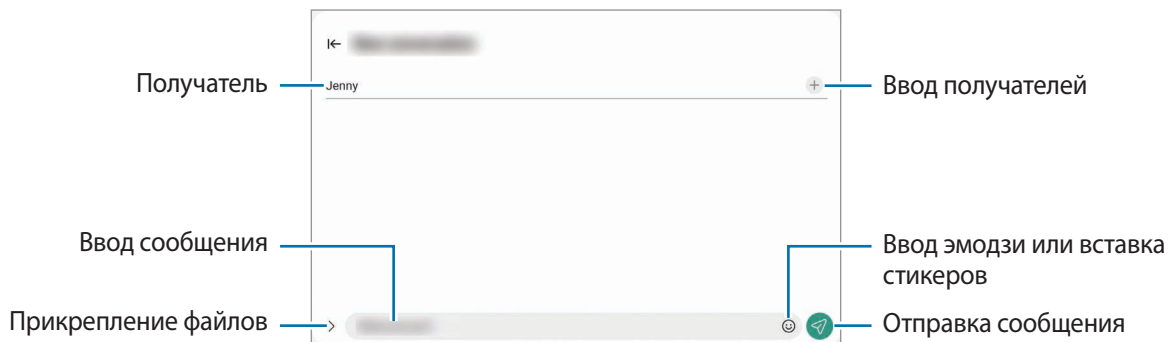 Получатель
Jenny
Ввод получателей
Ввод сообщения
Ввод эмодзи или вставка
стикеров
Прикрепление файлов
Отправка сообщения